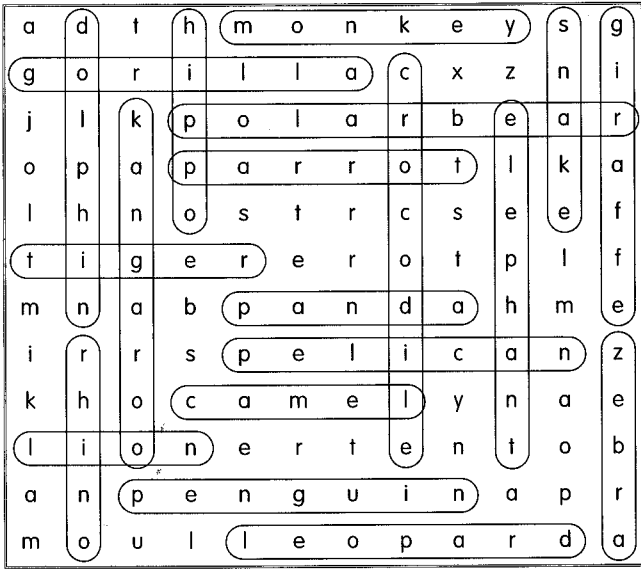 a d t h m o n k e y s g
g o r i l l a c x z n i
j l k p o l a r b e a r
o p a p a r r o t l k a
l h n o s t r c s e e f
t i g e r e r o t p l f
m n a b p a n d a h m e
i r r s p e l i c a n z
k h o c a m e l y n a e
l i o n e r t e n t o b
a n p e n g u i n a p r
m o u l l e o p a r d a